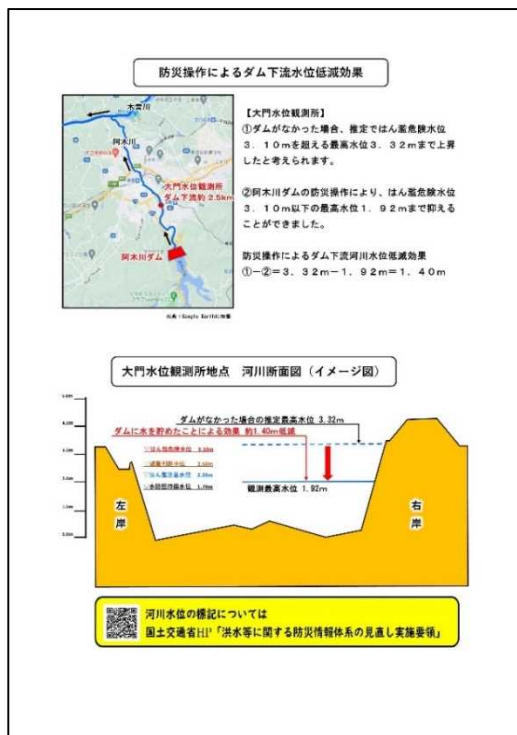 防災操作によるダム下流水位低減効果
木曽川
阿木川
大門水位観測所
ダム下流約 2.5km
阿木川ダム
【大門水位観測所】
①ダムがなかった場合、推定ではん濫危険水位
３．１０ｍを超える最高水位３．３２ｍまで上昇
したと考えられます。
②阿木川ダムの防災操作により、はん濫危険水位
３．１０ｍ以下の最高水位１．９２ｍまで抑える
ことができました。
防災操作によるダム下流河川水位低減効果
①－②＝３．３２ｍ－１．９２ｍ＝１．４０ｍ
大門水位観測所地点　河川断面図（イメージ図）
ダムがなかった場合の推定最高水位 3.32m
ダムに水を貯めたことによる効果 約1.40m低減
観測最高水位 1.92m
左岸
右岸
河川水位の標記については
国土交通省HP「洪水等に関する防災情報体系の見直し実施要領」